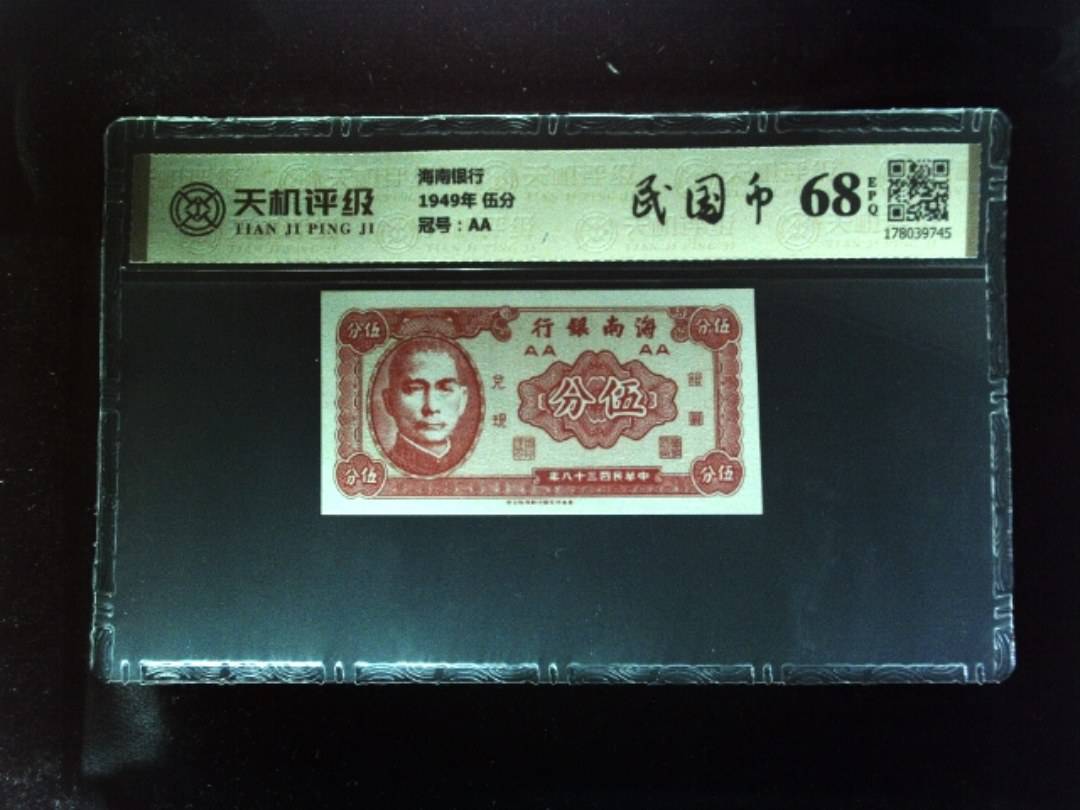 天机评级
TIAN JI PING JI
海南银行
1949年 伍分
冠号：AA
民国币
68
EPQ
178039745
分伍
行銀南海
分伍
AA
AA
兌現
分伍
分伍
年八十三國民華中
分伍